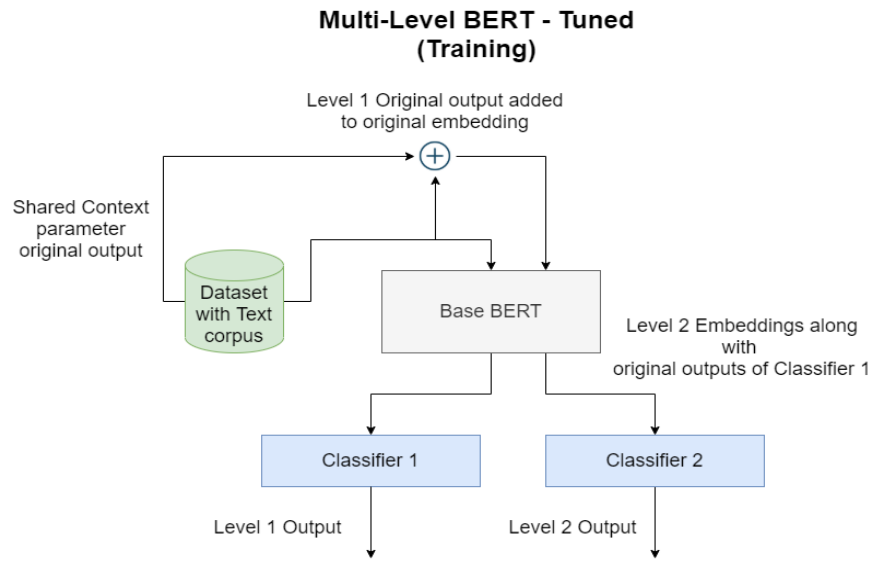 Multi-Level BERT - Tuned
(Training)
Level 1 Original output added
to original embedding
Shared Context
parameter
original output
Dataset
with Text
corpus
Base BERT
Level 2 Embeddings along
with
original outputs of Classifier 1
Classifier 1
Classifier 2
Level 1 Output
Level 2 Output